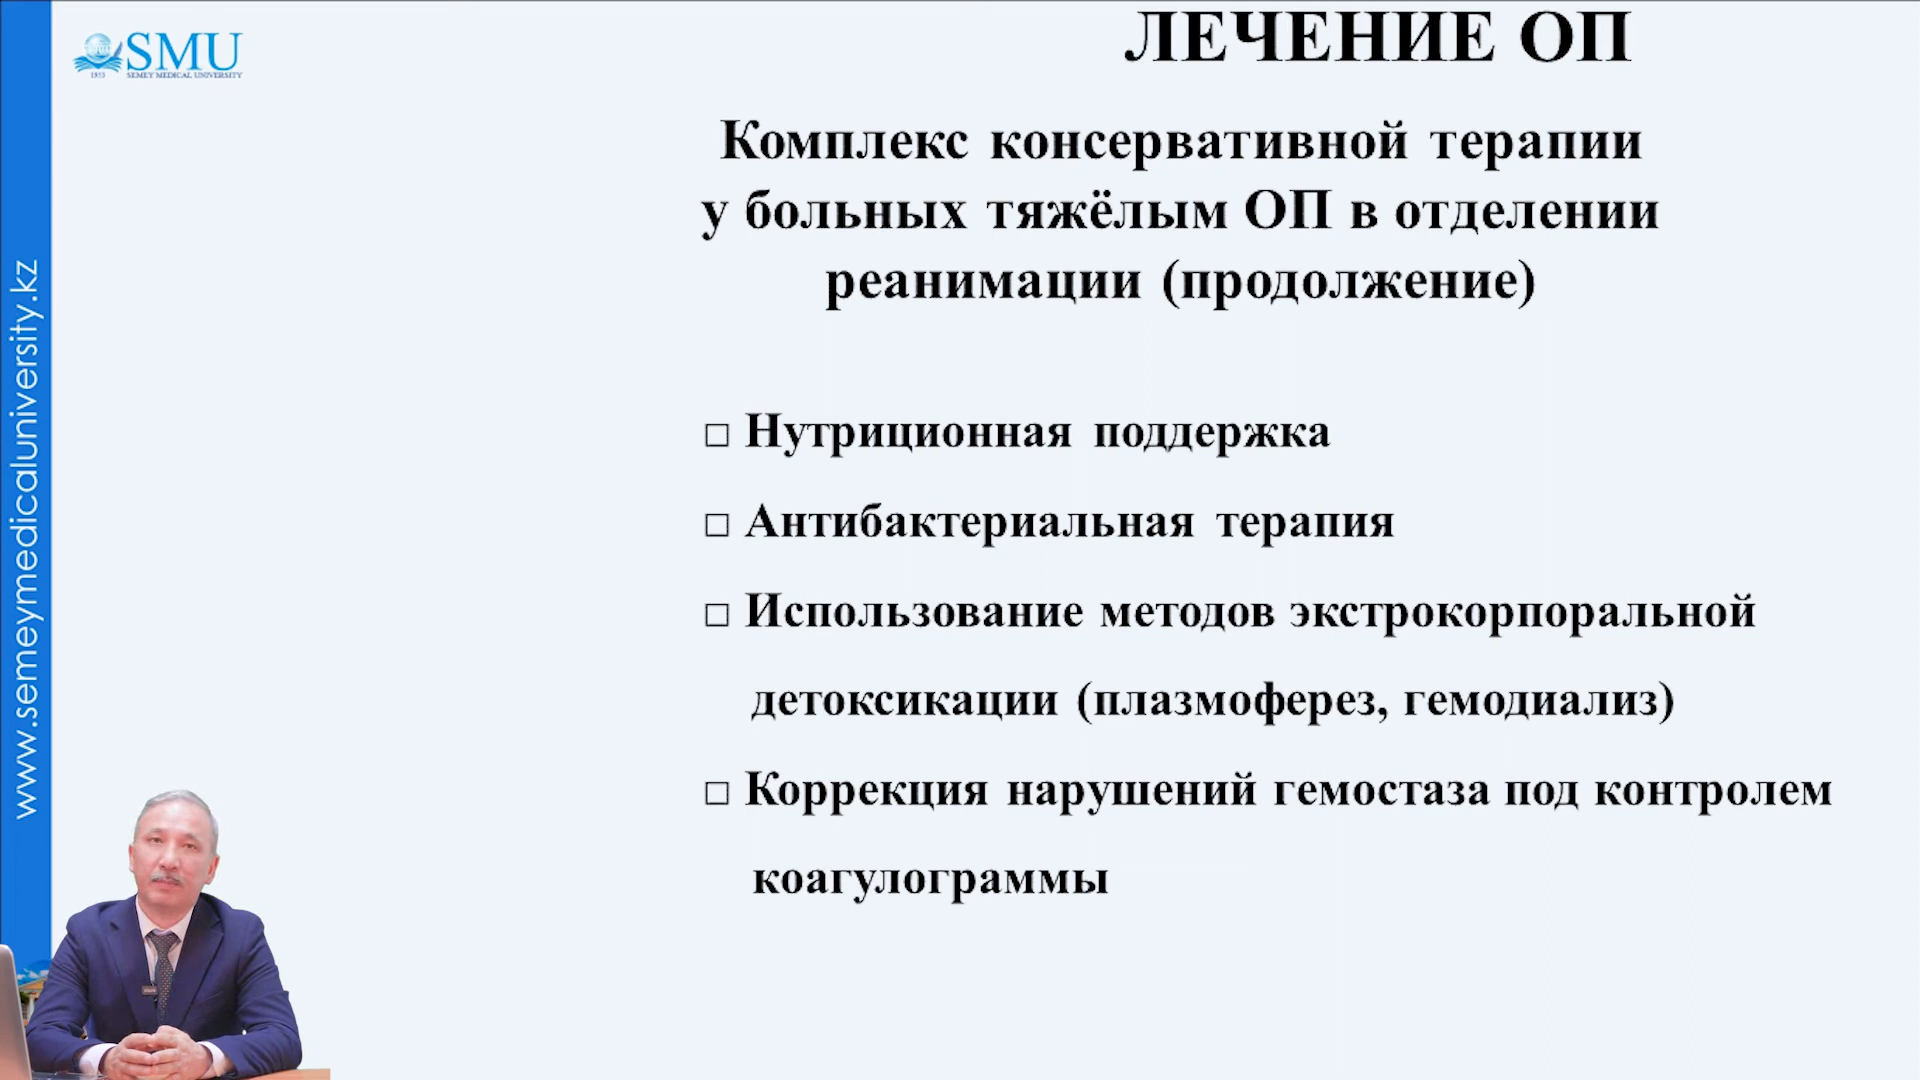 SMU
1953
SEMEY MEDICAL UNIVERSITY
www.semeymedicaluniversity.kz
ЛЕЧЕНИЕ ОП
Комплекс консервативной терапии
у больных тяжёлым ОП в отделении
реанимации (продолжение)
□ Нутриционная поддержка
□ Антибактериальная терапия
□ Использование методов экстрокорпоральной
детоксикации (плазмоферез, гемодиализ)
□ Коррекция нарушений гемостаза под контролем
коагулограммы